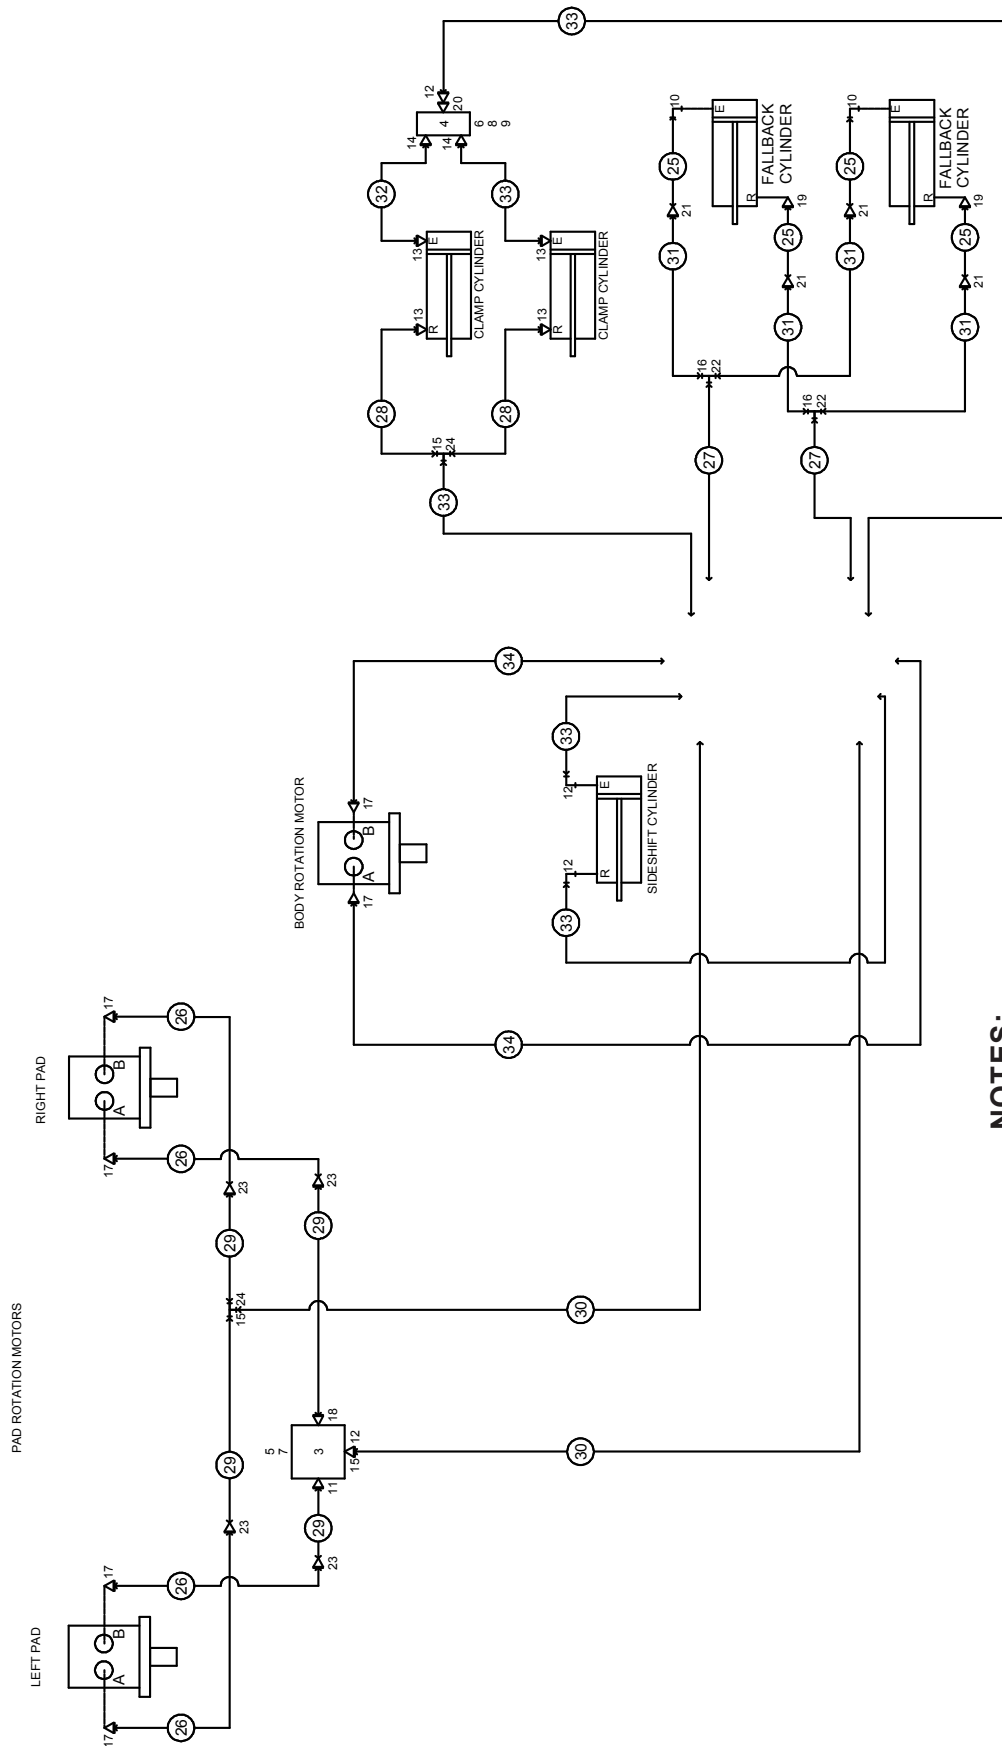 PAD ROTATION MOTORS
LEFT PAD
RIGHT PAD
17
17
17
17
A
B
A
B
26
26
26
26
23
29
29
23
15
24
5
7
3
11
18
15
12
23
29
29
23
30
30
BODY ROTATION MOTOR
17
A
B
17
34
34
33
12
R
E
12
33
SIDESHIFT CYLINDER
28
32
14
4
12
20
6
8
9
14
13
R
13
E
CLAMP CYLINDER
15
24
33
28
33
13
R
13
E
CLAMP CYLINDER
33
31
21
25
10
E
R
FALLBACK
CYLINDER
16
22
27
31
21
25
19
31
21
25
10
E
R
FALLBACK
CYLINDER
16
22
27
31
21
25
19
NOTES: